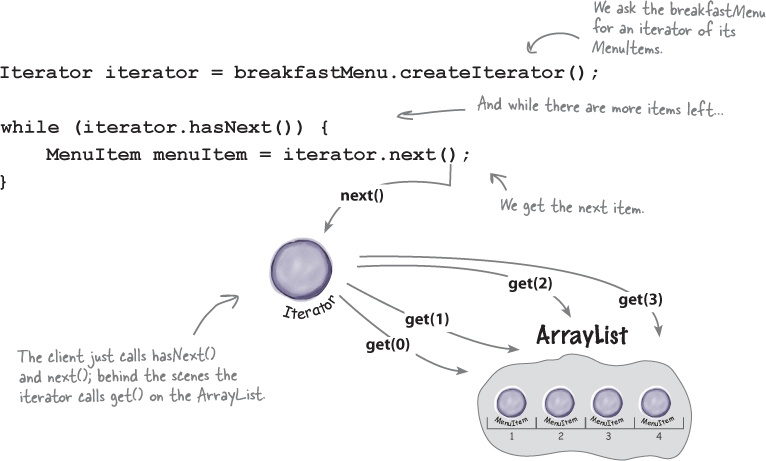 We ask the breakfastMenu
for an iterator of its
MenuItems.
Iterator iterator = breakfastMenu.createIterator();
And while there are more items left...
while (iterator.hasNext()) {
MenuItem menuItem = iterator.next();
}
next()
We get the next item.
Iterator
get(2)
get(3)
get(1)
get(0)
ArrayList
The client just calls hasNext()
and next(); behind the scenes the
iterator calls get() on the ArrayList.
MenuItem MenuItem MenuItem MenuItem
1 2 3 4